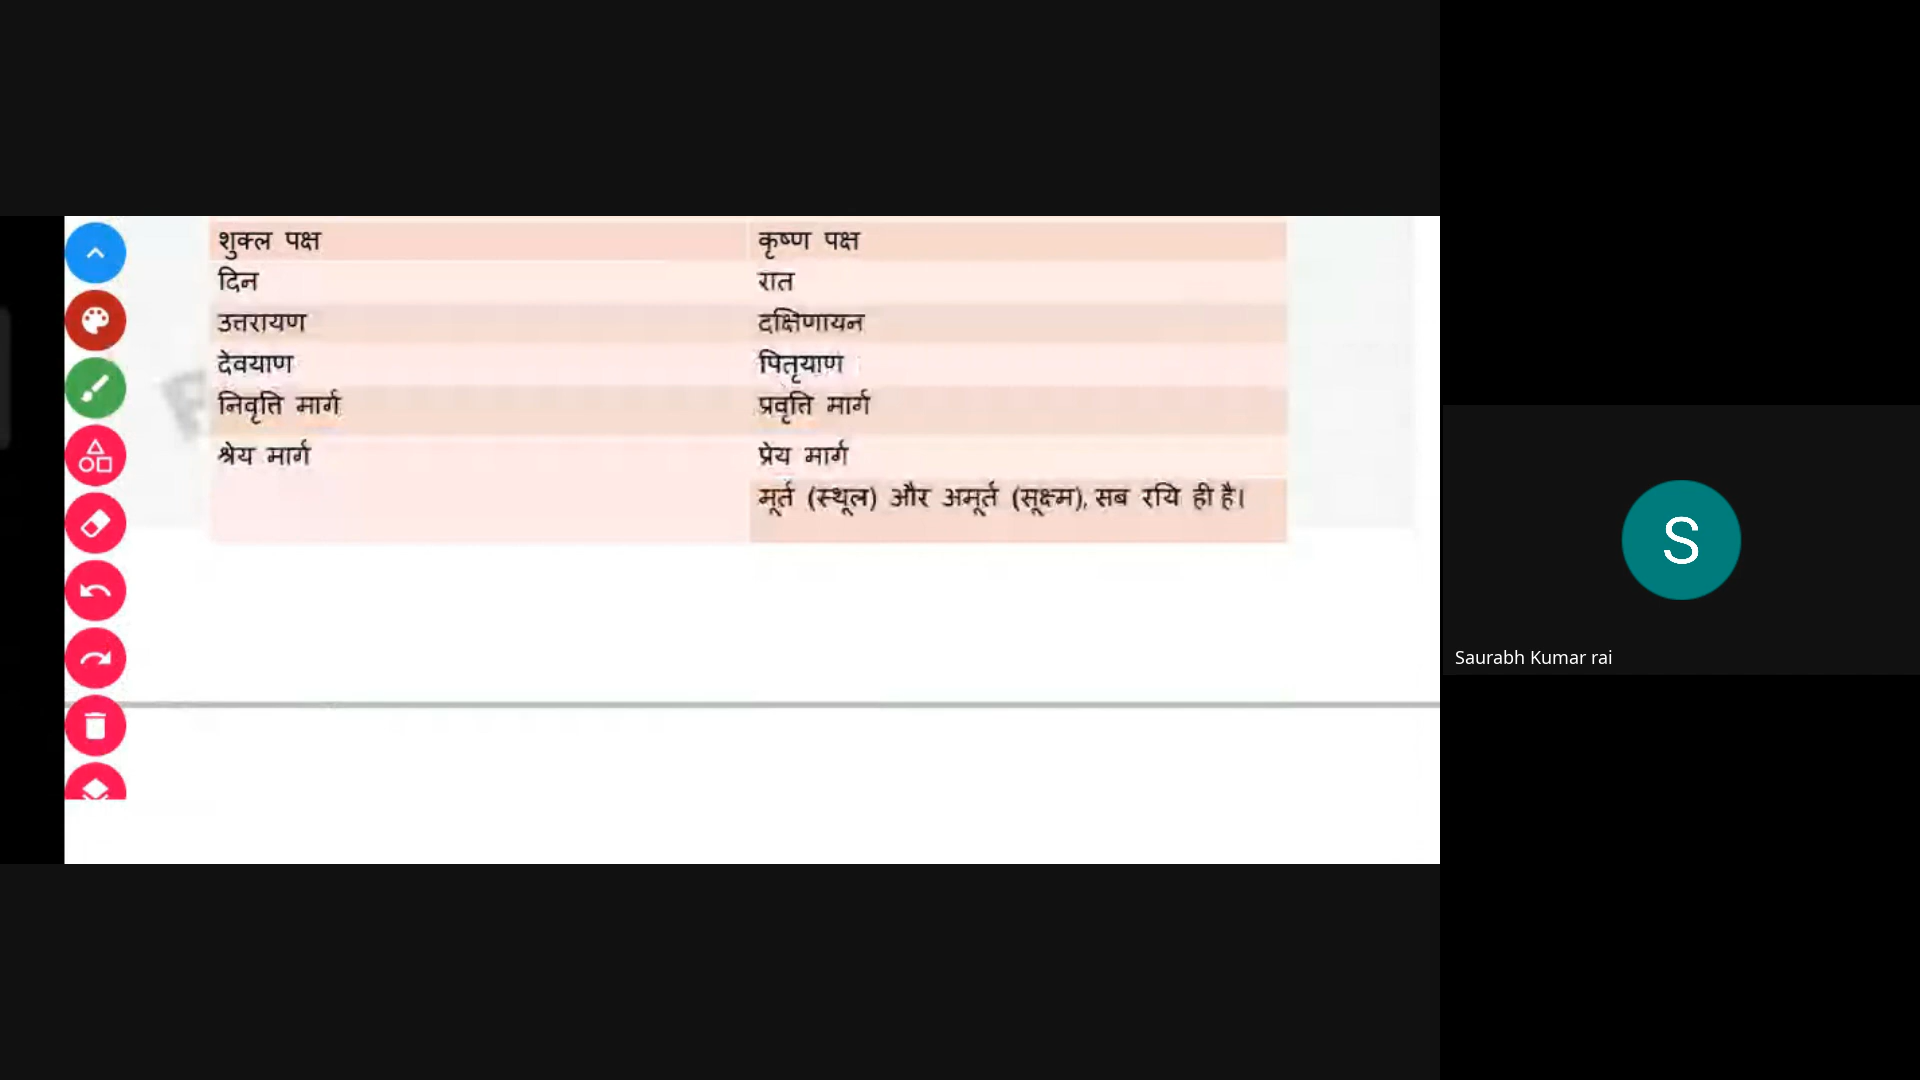 शुक्ल पक्ष कृष्ण पक्ष
दिन रात
उत्तरायण दक्षिणायन
देवयाण पितृयाण
निवृत्ति मार्ग प्रवृत्ति मार्ग
श्रेय मार्ग प्रेय मार्ग
मूर्त (स्थूल) और अमूर्त (सूक्ष्म), सब रयि ही है।
S
Saurabh Kumar rai